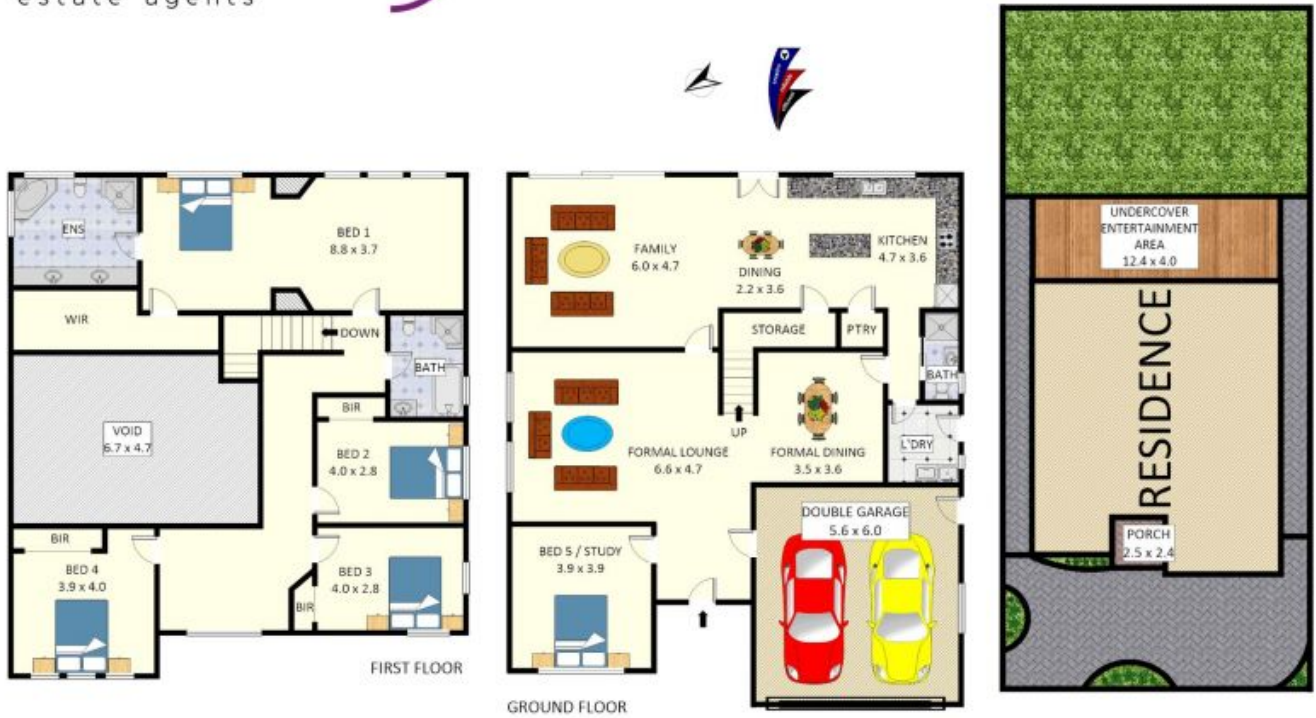 estate agents
ENS
BED 1
8.8 x 3.7
WIR
DOWN
BATH
VOID
6.7 x 4.7
BIR
BED 2
4.0 x 2.8
BIR
BED 4
3.9 x 4.0
BED 3
4.0 x 2.8
BIR
FIRST FLOOR
FAMILY
6.0 x 4.7
DINING
2.2 x 3.6
KITCHEN
4.7 x 3.6
STORAGE
PTRY
BATH
UP
FORMAL LOUNGE
6.6 x 4.7
FORMAL DINING
3.5 x 3.6
L'DRY
DOUBLE GARAGE
5.6 x 6.0
BED 5 / STUDY
3.9 x 3.9
GROUND FLOOR
UNDERCOVER
ENTERTAINMENT
AREA
12.4 x 4.0
RESIDENCE
PORCH
2.5 x 2.4